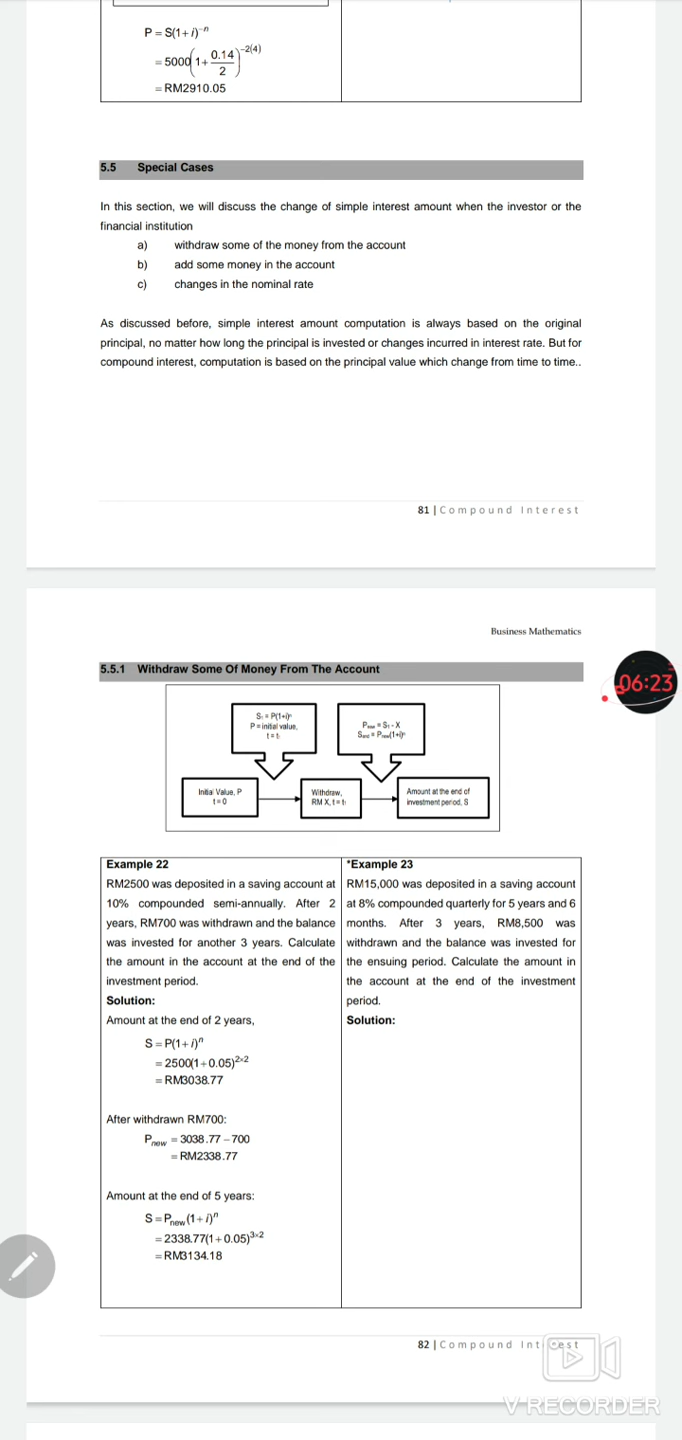 P = S(1 + i)⁻ⁿ
= 5000(1 + 0.14/2)⁻²⁽⁴⁾
= RM2910.05
5.5 Special Cases
In this section, we will discuss the change of simple interest amount when the investor or the
financial institution
a) withdraw some of the money from the account
b) add some money in the account
c) changes in the nominal rate
As discussed before, simple interest amount computation is always based on the original
principal, no matter how long the principal is invested or changes incurred in interest rate. But for
compound interest, computation is based on the principal value which change from time to time..
81 | Compound Interest
Business Mathematics
5.5.1 Withdraw Some Of Money From The Account
06:23
S₁ = P(1+i)ⁿ
P = initial value,
t = t₁
Pnew = S₁ - X
Send = Pnew(1+i)ⁿ
Initial Value, P
t = 0
Withdraw,
RM X, t = t₁
Amount at the end of
investment period, S
Example 22
RM2500 was deposited in a saving account at
10% compounded semi-annually. After 2
years, RM700 was withdrawn and the balance
was invested for another 3 years. Calculate
the amount in the account at the end of the
investment period.
Solution:
Amount at the end of 2 years,
S = P(1 + i)ⁿ
= 2500(1 + 0.05)²ˣ²
= RM3038.77
After withdrawn RM700:
Pnew = 3038.77 – 700
= RM2338.77
Amount at the end of 5 years:
S = Pnew(1 + i)ⁿ
= 2338.77(1 + 0.05)³ˣ²
= RM3134.18
*Example 23
RM15,000 was deposited in a saving account
at 8% compounded quarterly for 5 years and 6
months. After 3 years, RM8,500 was
withdrawn and the balance was invested for
the ensuing period. Calculate the amount in
the account at the end of the investment
period.
Solution:
82 | Compound Interest
V RECORDER